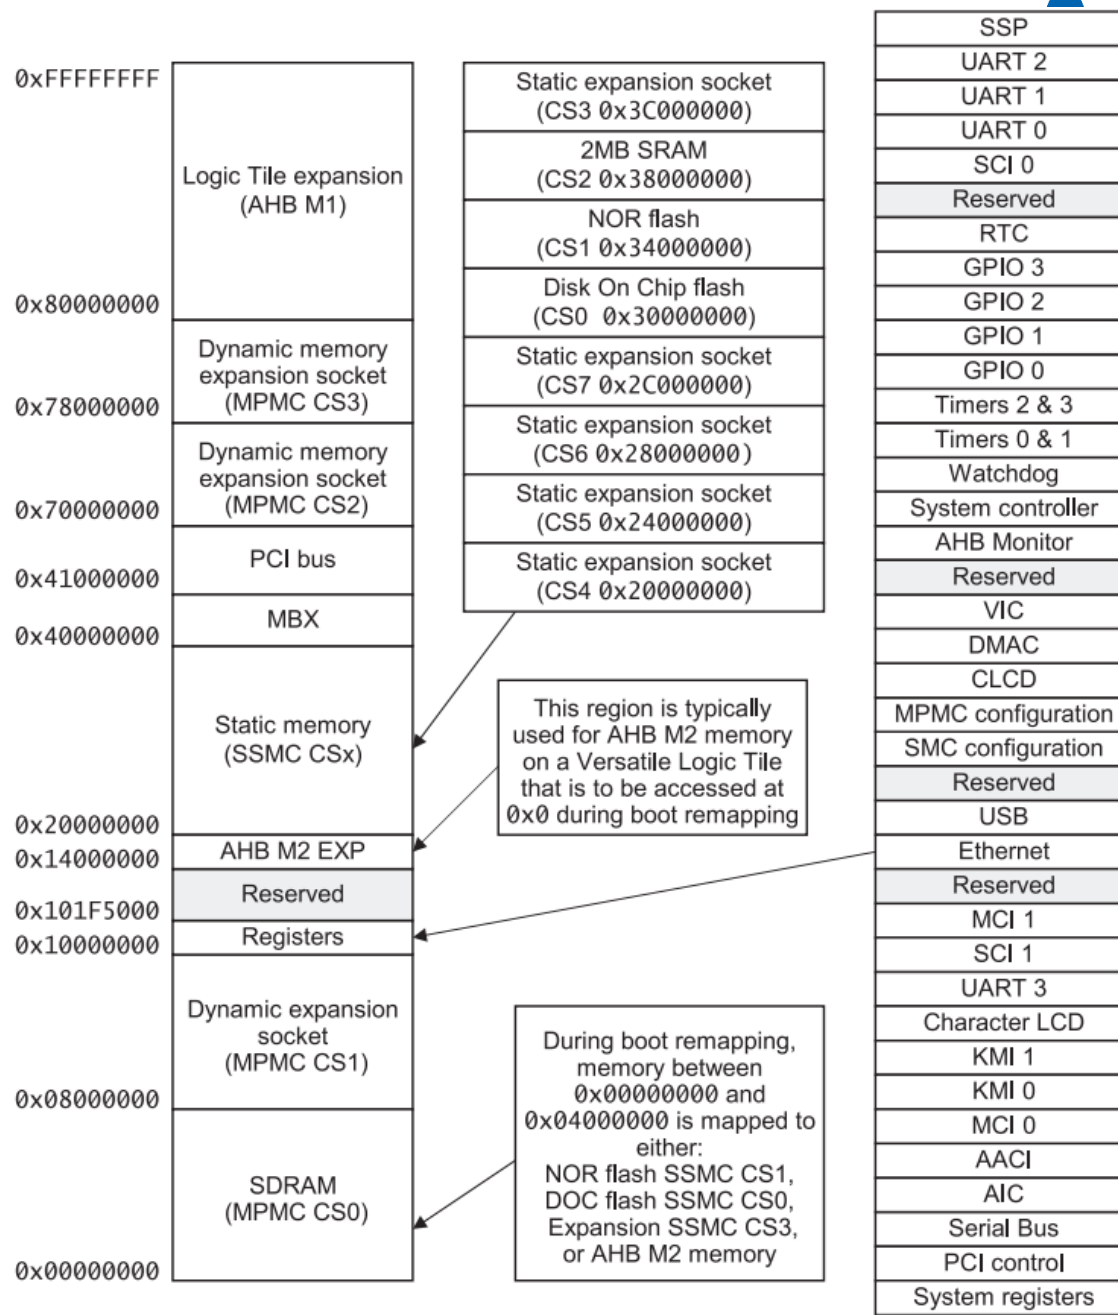 0xFFFFFFFF
Logic Tile expansion
(AHB M1)
0x80000000
Dynamic memory
expansion socket
(MPMC CS3)
0x78000000
Dynamic memory
expansion socket
(MPMC CS2)
0x70000000
PCI bus
0x41000000
MBX
0x40000000
Static memory
(SSMC CSx)
0x20000000
AHB M2 EXP
0x14000000
Reserved
0x101F5000
Registers
0x10000000
Dynamic expansion
socket
(MPMC CS1)
0x08000000
SDRAM
(MPMC CS0)
0x00000000
Static expansion socket
(CS3 0x3C000000)
2MB SRAM
(CS2 0x38000000)
NOR flash
(CS1 0x34000000)
Disk On Chip flash
(CS0 0x30000000)
Static expansion socket
(CS7 0x2C000000)
Static expansion socket
(CS6 0x28000000)
Static expansion socket
(CS5 0x24000000)
Static expansion socket
(CS4 0x20000000)
This region is typically
used for AHB M2 memory
on a Versatile Logic Tile
that is to be accessed at
0x0 during boot remapping
During boot remapping,
memory between
0x00000000 and
0x04000000 is mapped to
either:
NOR flash SSMC CS1,
DOC flash SSMC CS0,
Expansion SSMC CS3,
or AHB M2 memory
SSP
UART 2
UART 1
UART 0
SCI 0
Reserved
RTC
GPIO 3
GPIO 2
GPIO 1
GPIO 0
Timers 2 & 3
Timers 0 & 1
Watchdog
System controller
AHB Monitor
Reserved
VIC
DMAC
CLCD
MPMC configuration
SMC configuration
Reserved
USB
Ethernet
Reserved
MCI 1
SCI 1
UART 3
Character LCD
KMI 1
KMI 0
MCI 0
AACI
AIC
Serial Bus
PCI control
System registers